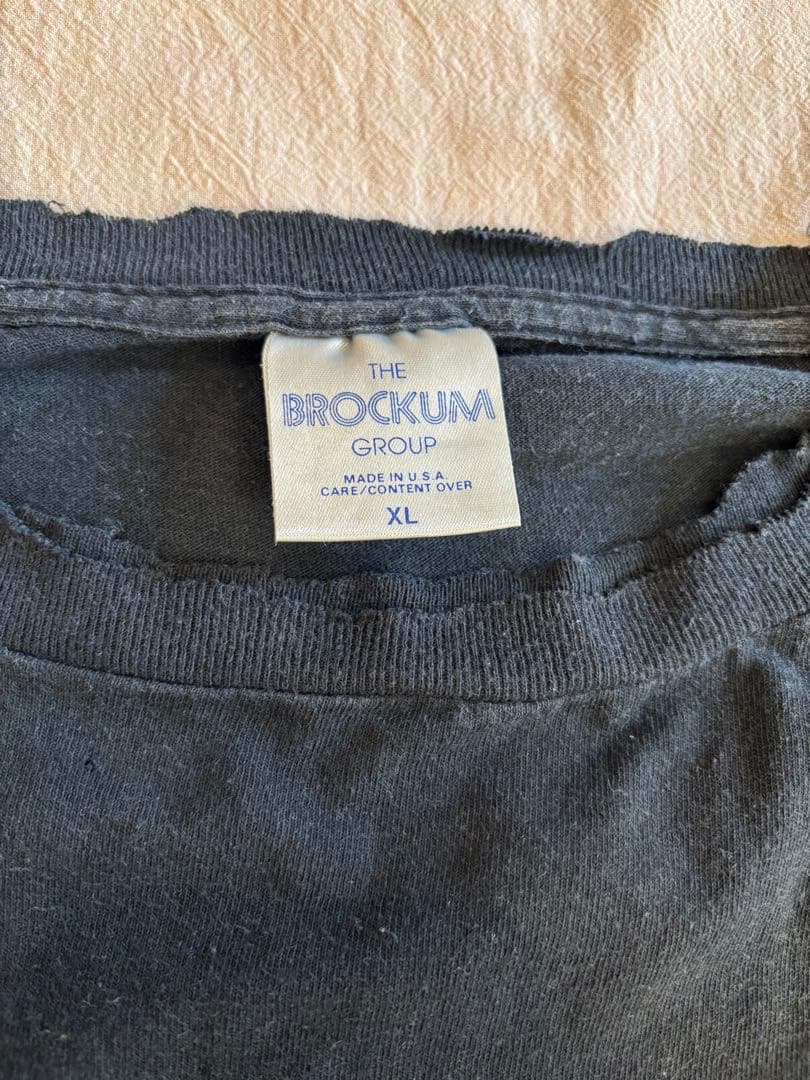 THE
BROCKUM
GROUP
MADE IN U.S.A.
CARE/CONTENT OVER
XL